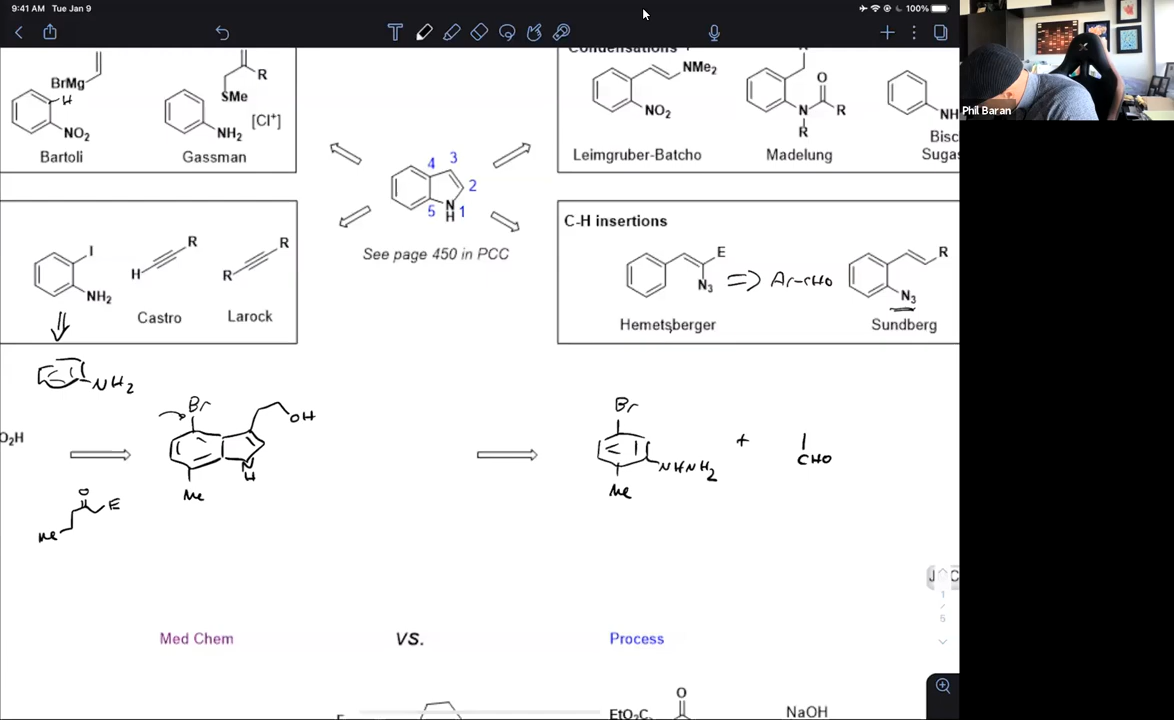 9:41 AM Tue Jan 9
100%
Phil Baran
BrMg
H
NO2
Bartoli
R
SMe
NH2
[Cl+]
Gassman
4
3
2
5
N
H
1
See page 450 in PCC
Condensations
NMe2
NO2
Leimgruber-Batcho
O
N
R
R
Madelung
NH
Bisc
Sugas
I
NH2
H
R
Castro
R
R
Larock
C-H insertions
E
N3
Hemetsberger
Ar-CHO
R
N3
Sundberg
NH2
O2H
Br
OH
N
H
Me
O
E
Me
Br
NHNH2
Me
+
CHO
1
/
5
Med Chem
VS.
Process
O
EtO2C
NaOH